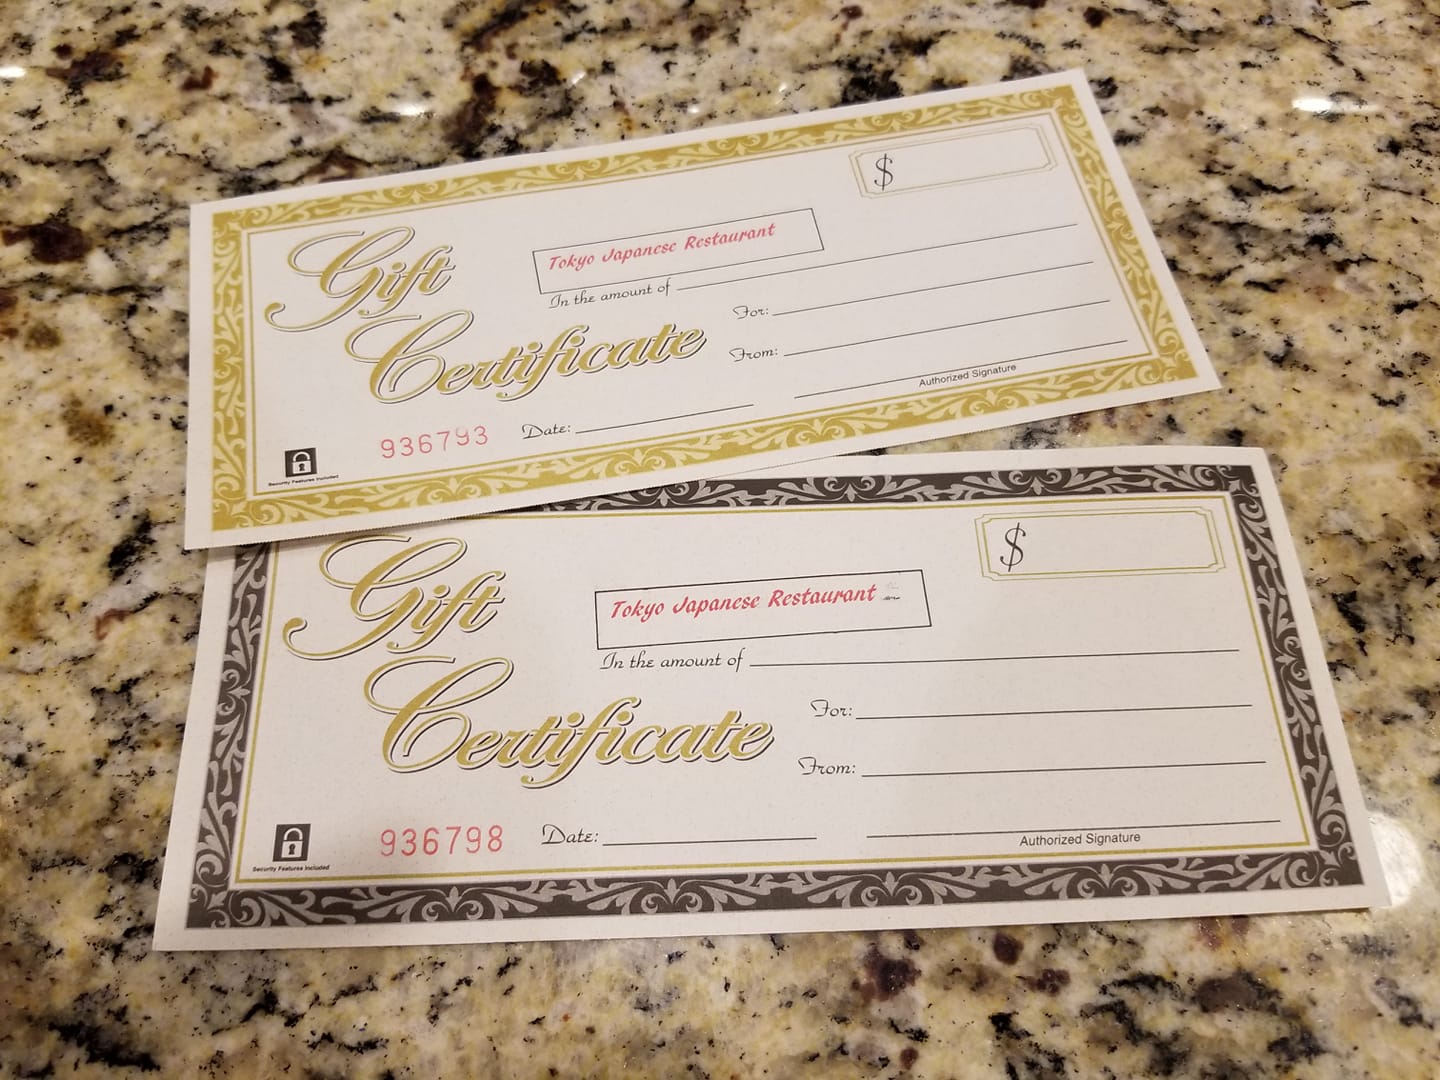 $
Tokyo Japanese Restaurant
Gift
In the amount of
For:
Certificate
From:
Authorized Signature
936793
Date:
Security Features Included
$
Gift
Tokyo Japanese Restaurant
In the amount of
Certificate
For:
From:
936798
Date:
Authorized Signature
Security Features Included